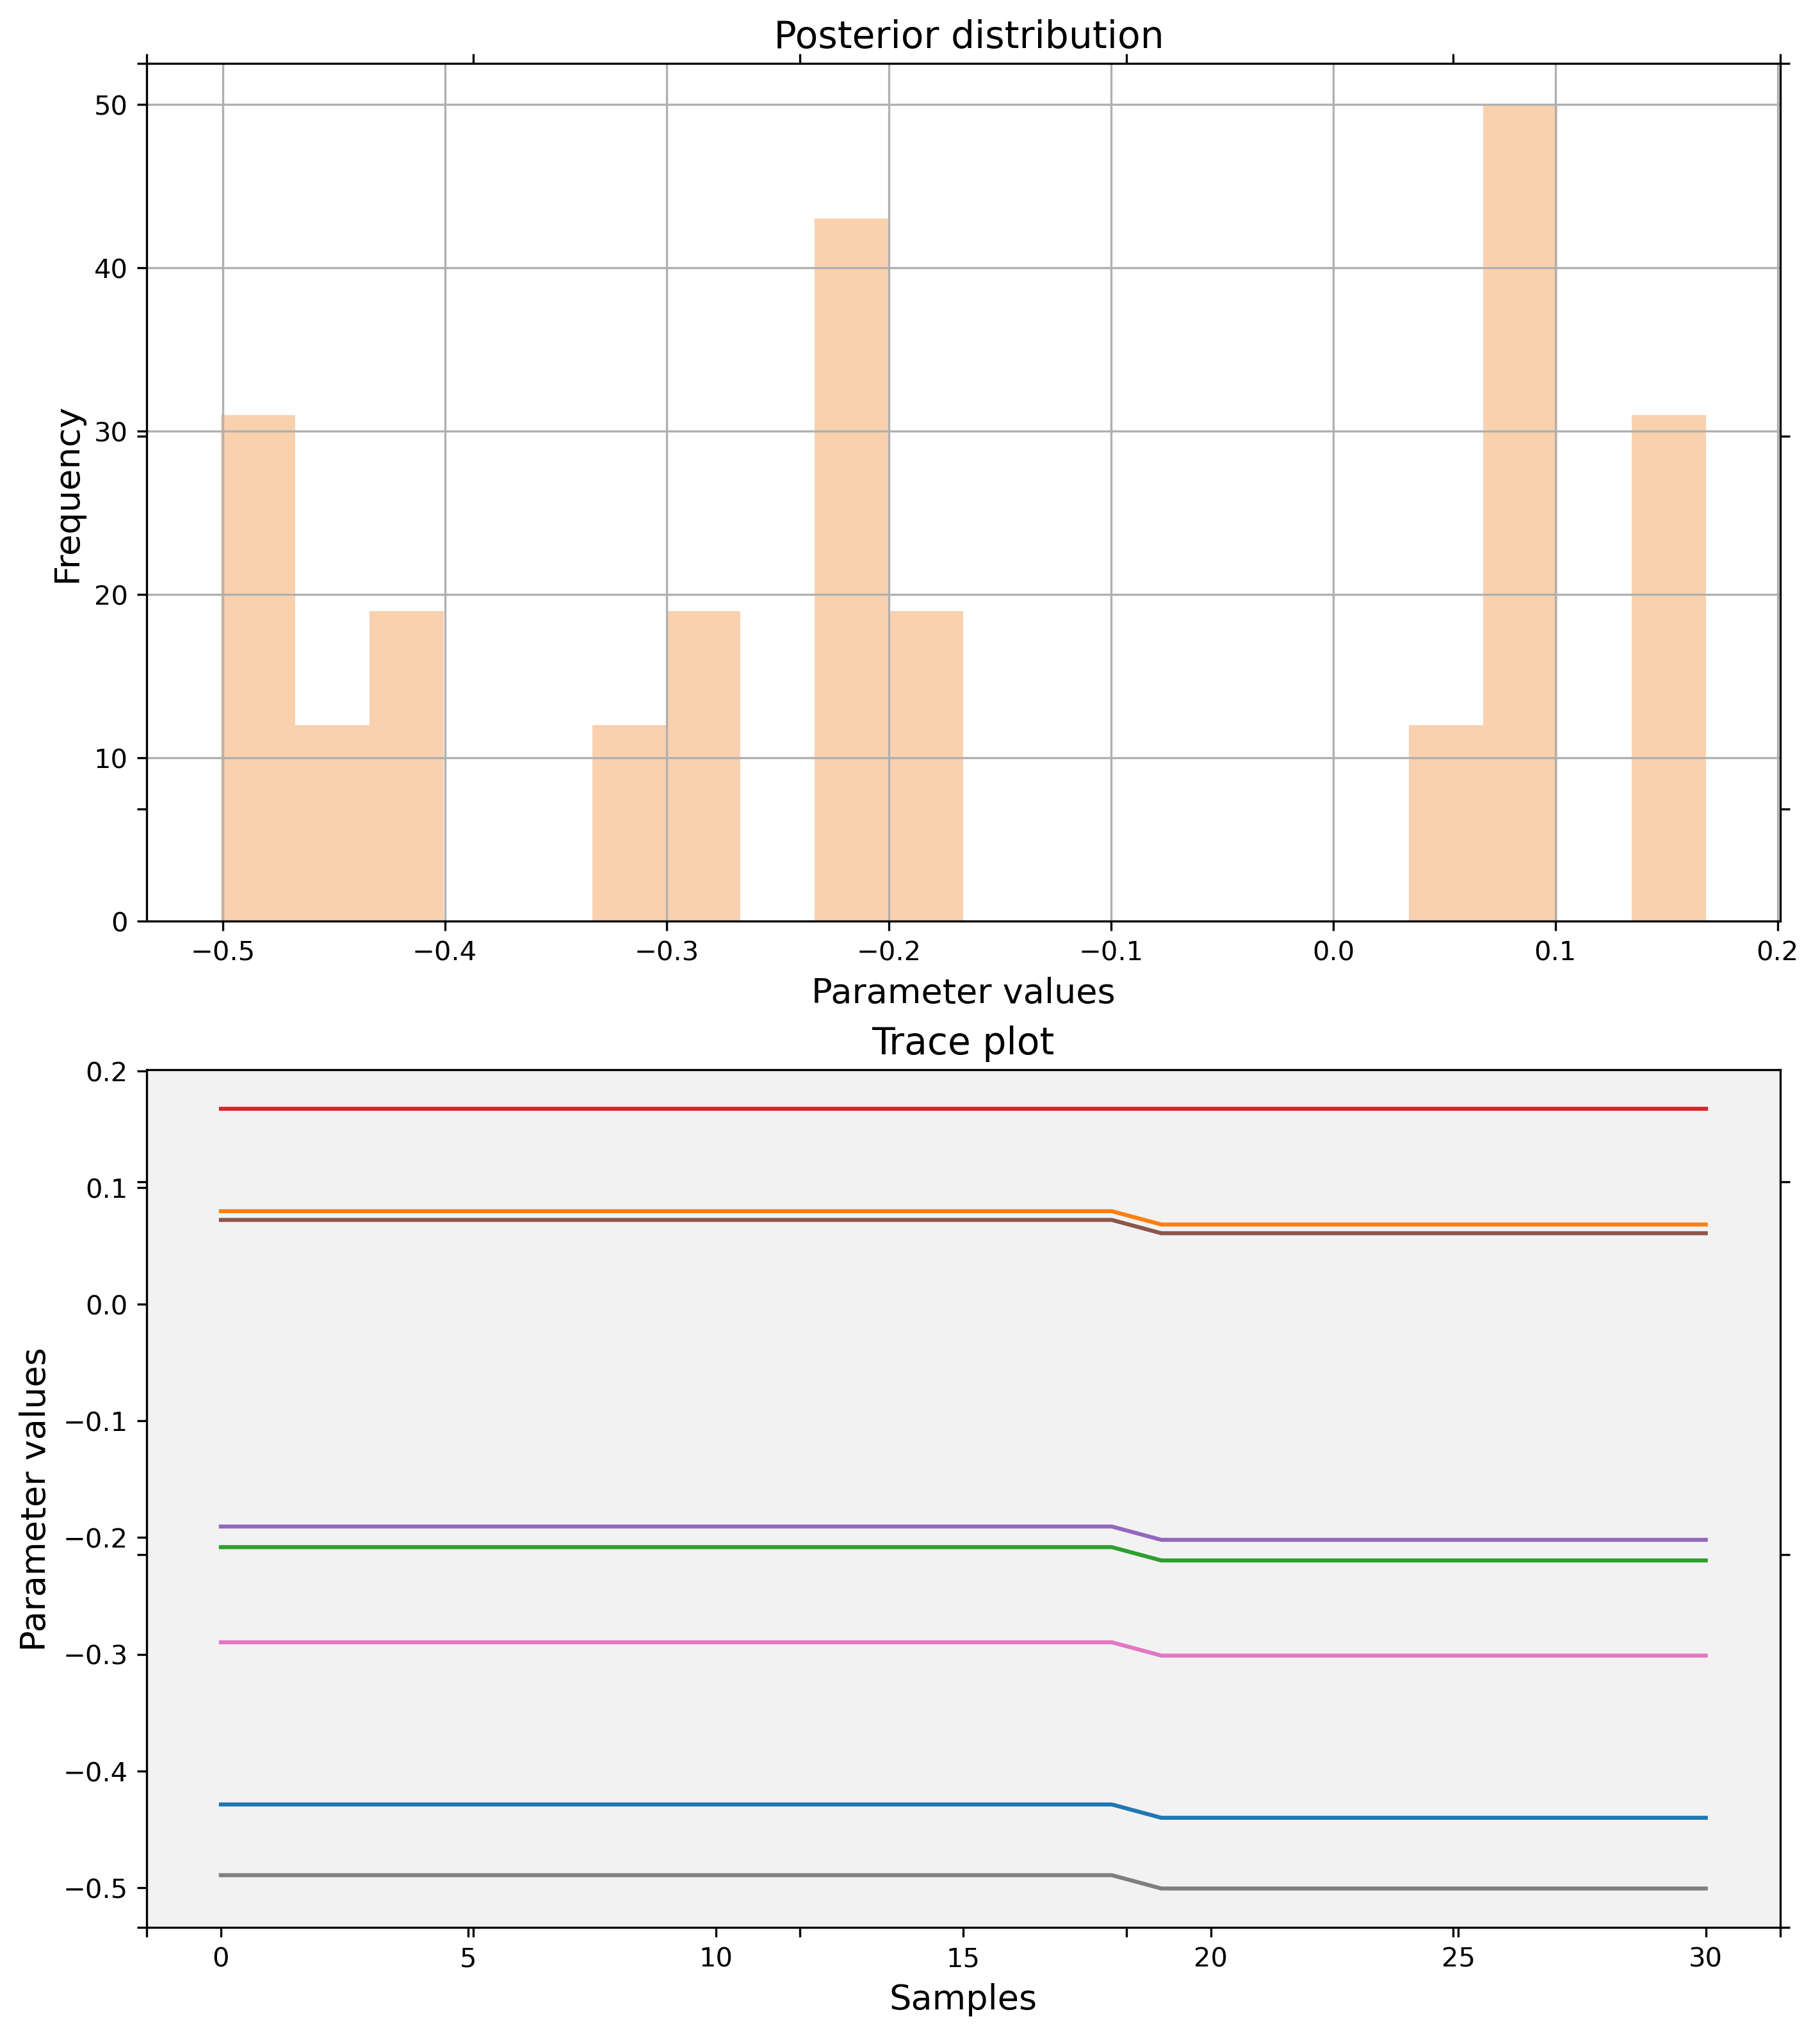 Posterior distribution
50
40
30
20
10
0
Frequency
−0.5 −0.4 −0.3 −0.2 −0.1 0.0 0.1 0.2
Parameter values
Trace plot
0.2
0.1
0.0
−0.1
−0.2
−0.3
−0.4
−0.5
Parameter values
0 5 10 15 20 25 30
Samples